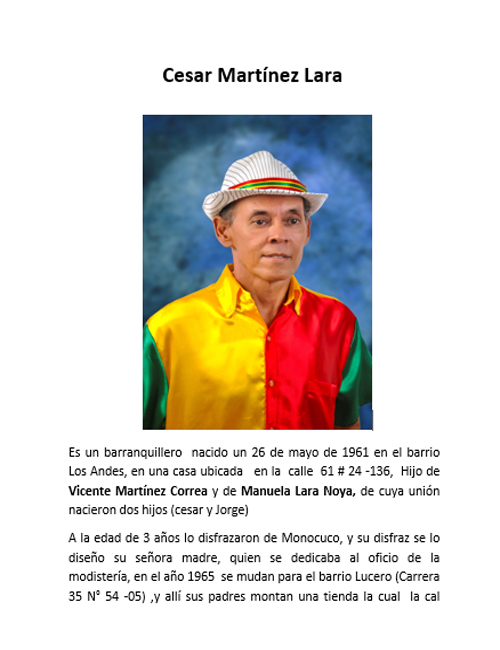 Cesar Martínez Lara
Es un barranquillero nacido un 26 de mayo de 1961 en el barrio
Los Andes, en una casa ubicada en la calle 61 # 24 -136, Hijo de
Vicente Martínez Correa y de Manuela Lara Noya, de cuya unión
nacieron dos hijos (cesar y Jorge)
A la edad de 3 años lo disfrazaron de Monocuco, y su disfraz se lo
diseño su señora madre, quien se dedicaba al oficio de la
modistería, en el año 1965 se mudan para el barrio Lucero (Carrera
35 N° 54 -05) ,y allí sus padres montan una tienda la cual la cal